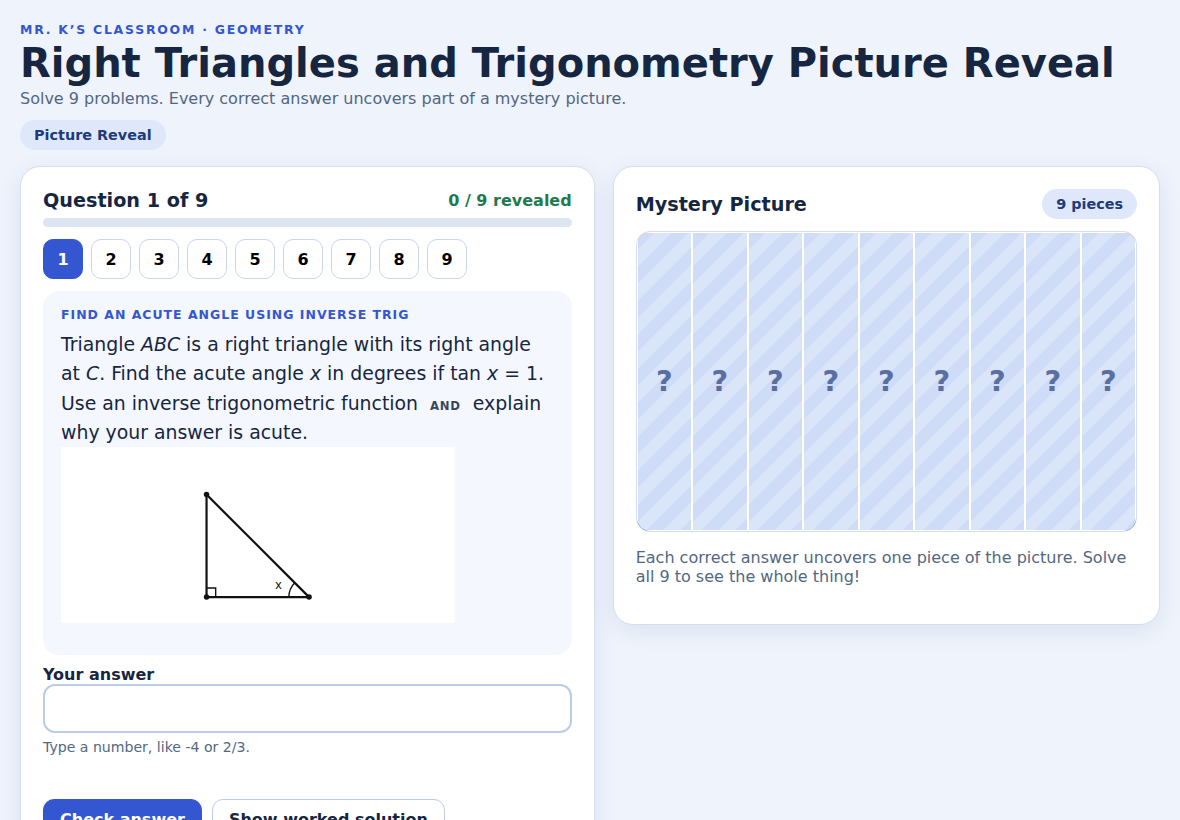 MR. K’S CLASSROOM · GEOMETRY
Right Triangles and Trigonometry Picture Reveal
Solve 9 problems. Every correct answer uncovers part of a mystery picture.
Picture Reveal
Question 1 of 9
0 / 9 revealed
1 2 3 4 5 6 7 8 9
FIND AN ACUTE ANGLE USING INVERSE TRIG
Triangle ABC is a right triangle with its right angle
at C. Find the acute angle x in degrees if tan x = 1.
Use an inverse trigonometric function AND explain
why your answer is acute.
x
Your answer
Type a number, like -4 or 2/3.
Check answer
Show worked solution
Mystery Picture
9 pieces
? ? ? ? ? ? ? ? ?
Each correct answer uncovers one piece of the picture. Solve
all 9 to see the whole thing!